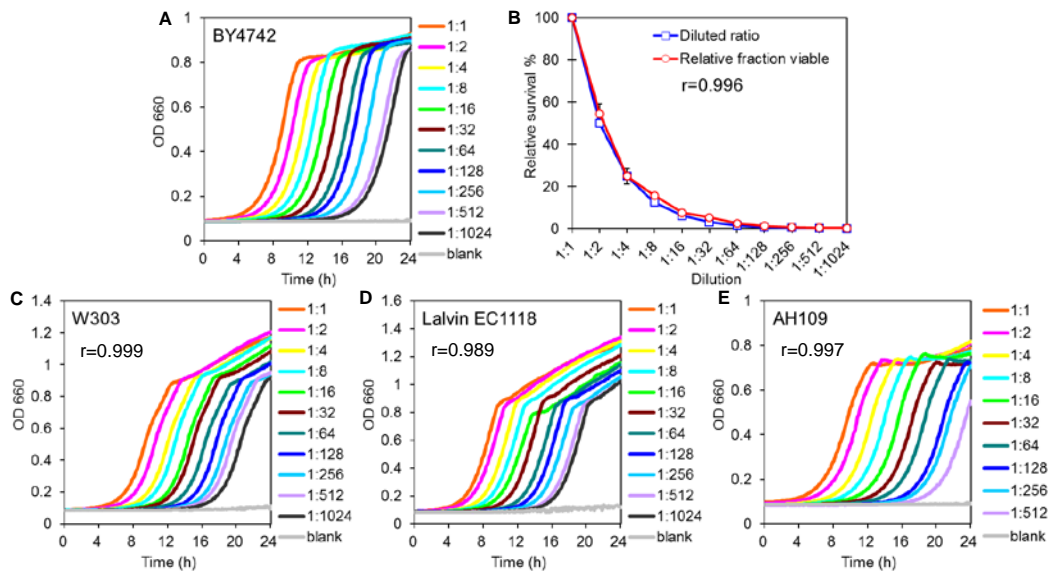 A
BY4742
OD 660
1
0.8
0.6
0.4
0.2
0
0 4 8 12 16 20 24
Time (h)
1:1
1:2
1:4
1:8
1:16
1:32
1:64
1:128
1:256
1:512
1:1024
blank
B
Relative survival %
100
80
60
40
20
0
Diluted ratio
Relative fraction viable
r=0.996
1:1 1:2 1:4 1:8 1:16 1:32 1:64 1:128 1:256 1:512 1:1024
Dilution
C
W303
r=0.999
OD 660
1.4
1.2
1.0
0.8
0.6
0.4
0.2
0
0 4 8 12 16 20 24
Time (h)
1:1
1:2
1:4
1:8
1:16
1:32
1:64
1:128
1:256
1:512
1:1024
blank
D
Lalvin EC1118
r=0.989
OD 660
1.6
1.4
1.2
1.0
0.8
0.6
0.4
0.2
0
0 4 8 12 16 20 24
Time (h)
1:1
1:2
1:4
1:8
1:16
1:32
1:64
1:128
1:256
1:512
1:1024
blank
E
AH109
r=0.997
OD 660
1
0.8
0.6
0.4
0.2
0
0 4 8 12 16 20 24
Time (h)
1:1
1:2
1:4
1:8
1:16
1:32
1:64
1:128
1:256
1:512
blank